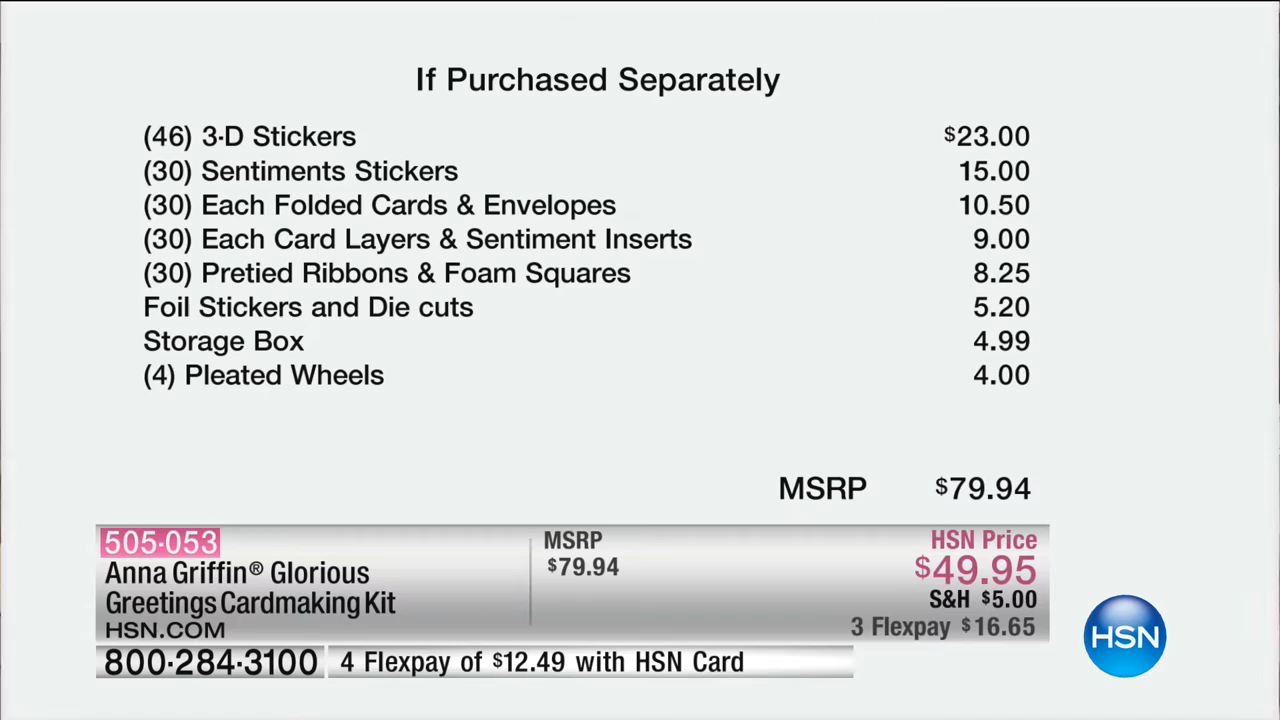 If Purchased Separately
(46) 3-D Stickers $23.00
(30) Sentiments Stickers 15.00
(30) Each Folded Cards & Envelopes 10.50
(30) Each Card Layers & Sentiment Inserts 9.00
(30) Pretied Ribbons & Foam Squares 8.25
Foil Stickers and Die cuts 5.20
Storage Box 4.99
(4) Pleated Wheels 4.00
MSRP $79.94
505·053 MSRP HSN Price
Anna Griffin® Glorious $79.94 $49.95
Greetings Cardmaking Kit S&H $5.00
HSN.COM 3 Flexpay $16.65
800·284·3100 4 Flexpay of $12.49 with HSN Card
HSN